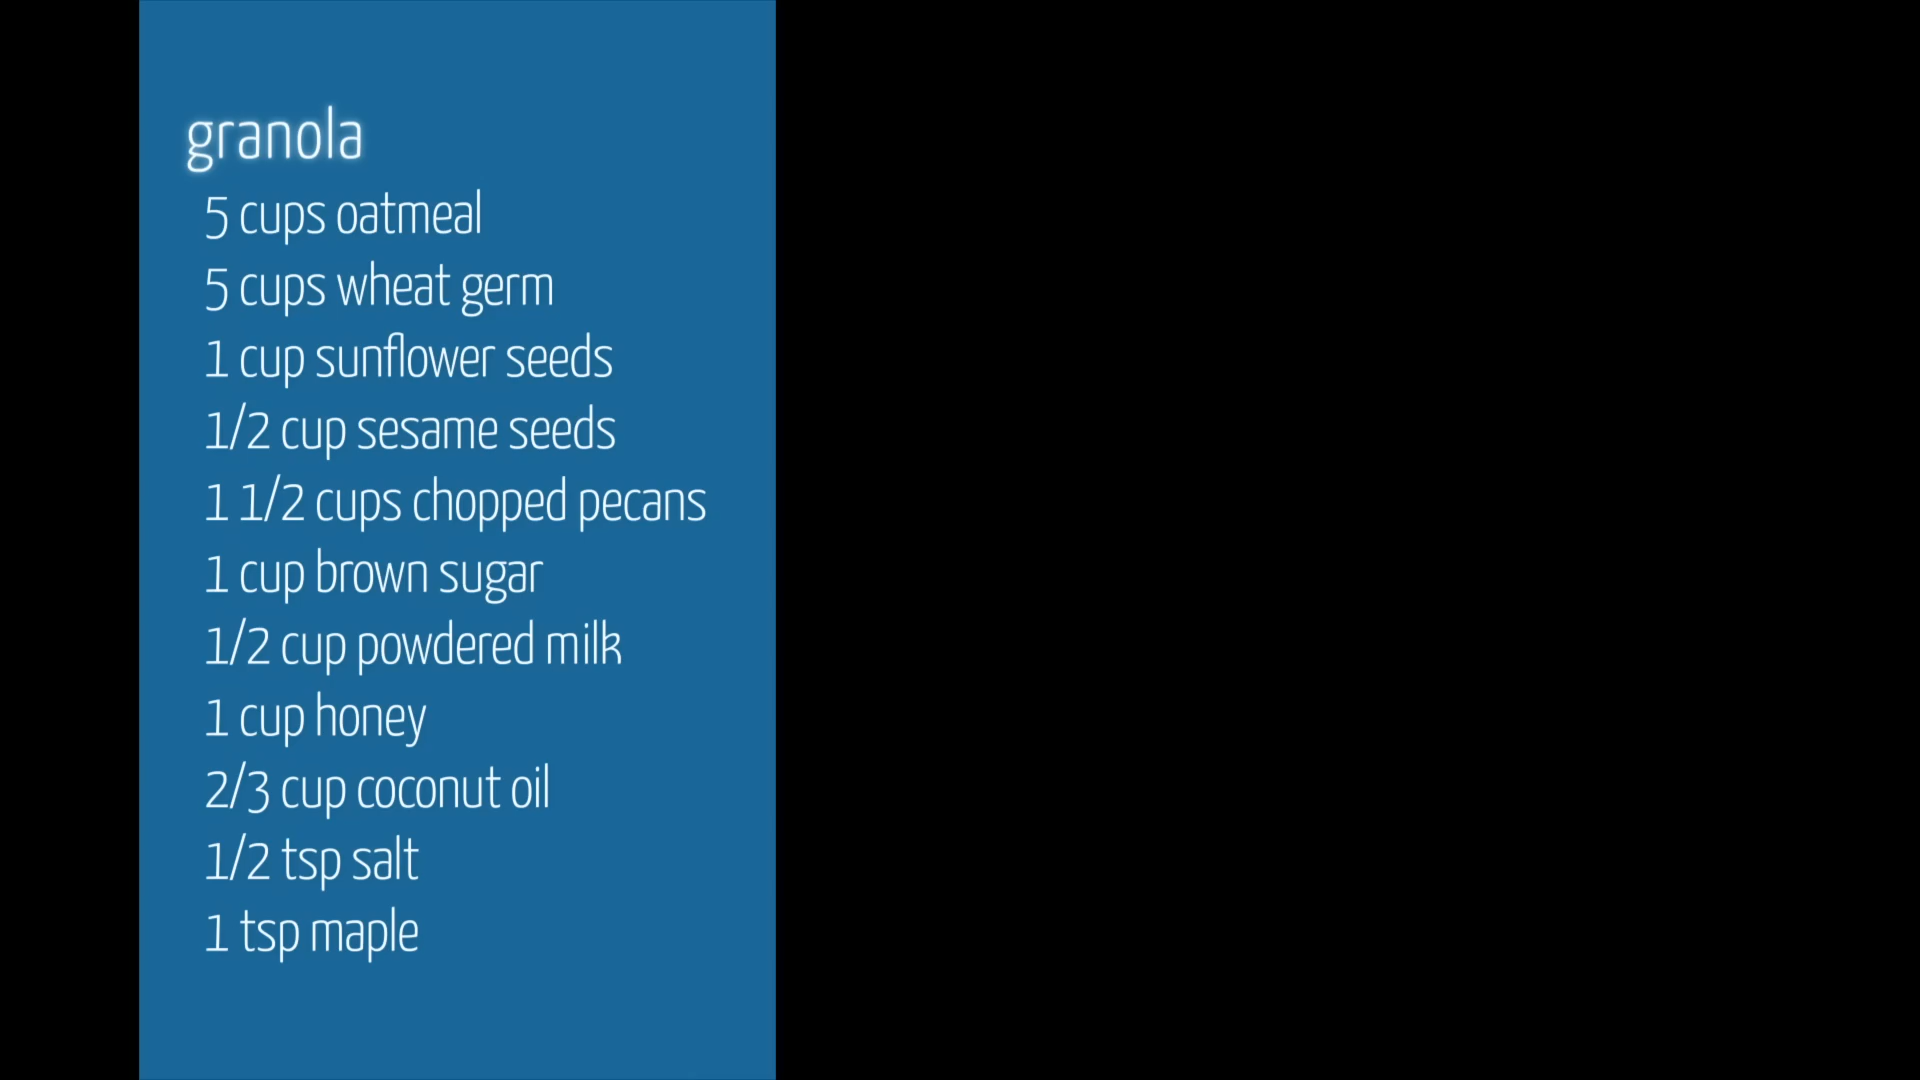 granola
5 cups oatmeal
5 cups wheat germ
1 cup sunflower seeds
1/2 cup sesame seeds
1 1/2 cups chopped pecans
1 cup brown sugar
1/2 cup powdered milk
1 cup honey
2/3 cup coconut oil
1/2 tsp salt
1 tsp maple